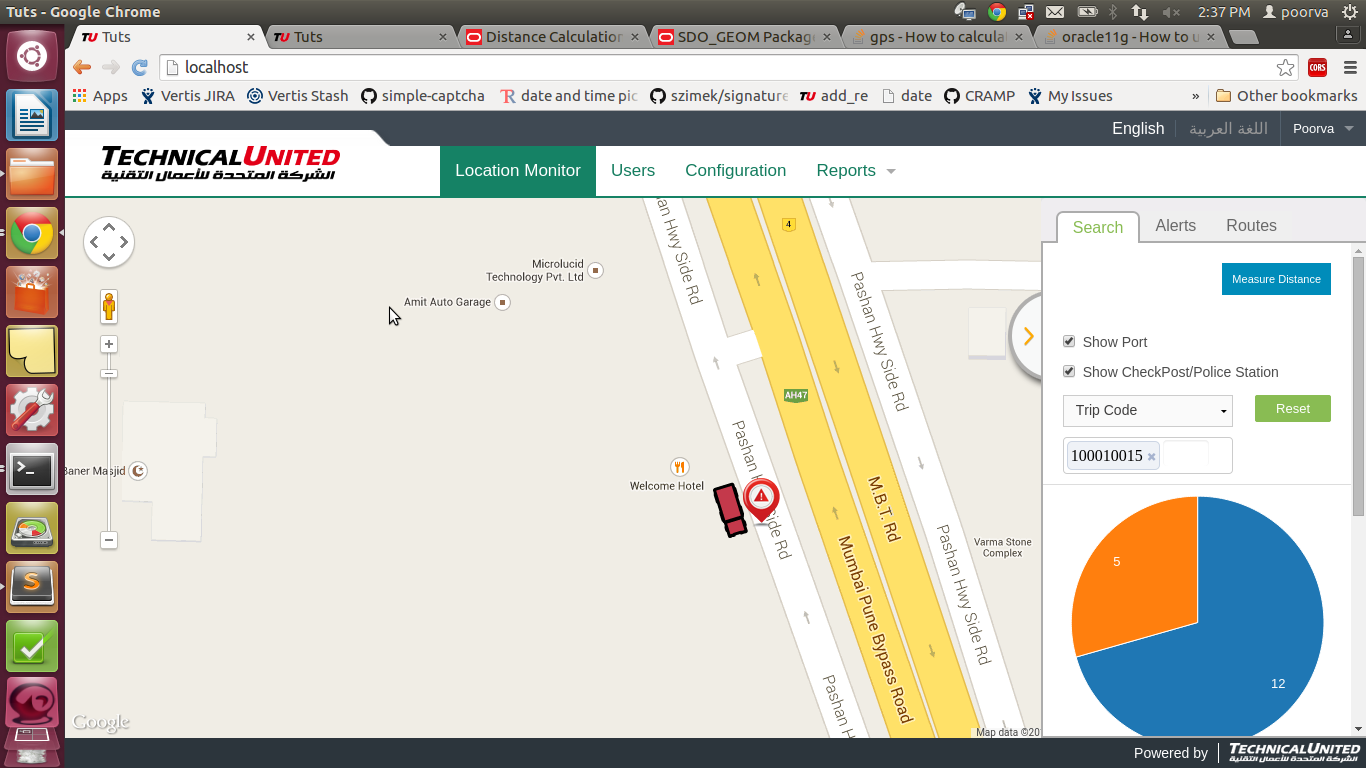 Tuts - Google Chrome
2:37 PM poorva
Tuts
Tuts
Distance Calculation
SDO_GEOM Package
gps - How to calcula
oracle11g - How to u
localhost
CORS
Apps
Vertis JIRA
Vertis Stash
simple-captcha
date and time pic
szimek/signature
add_re
date
CRAMP
My Issues
»
Other bookmarks
English
اللغة العربية
Poorva
TECHNICALUNITED
الشركة المتحدة للأعمال التقنية
Location Monitor
Users
Configuration
Reports
Search
Alerts
Routes
Measure Distance
Show Port
Show CheckPost/Police Station
Trip Code
Reset
100010015
5
12
Microlucid
Technology Pvt. Ltd
Amit Auto Garage
Baner Masjid
Welcome Hotel
Varma Stone
Complex
4
AH47
Pashan Hwy Side Rd
Pashan Hwy Side Rd
Pashan Hwy Side Rd
Pashan Hwy Side Rd
Pashan H
M.B.T. Rd
Mumbai Pune Bypass Road
Google
Map data ©20
Powered by
TECHNICALUNITED
الشركة المتحدة للأعمال التقنية